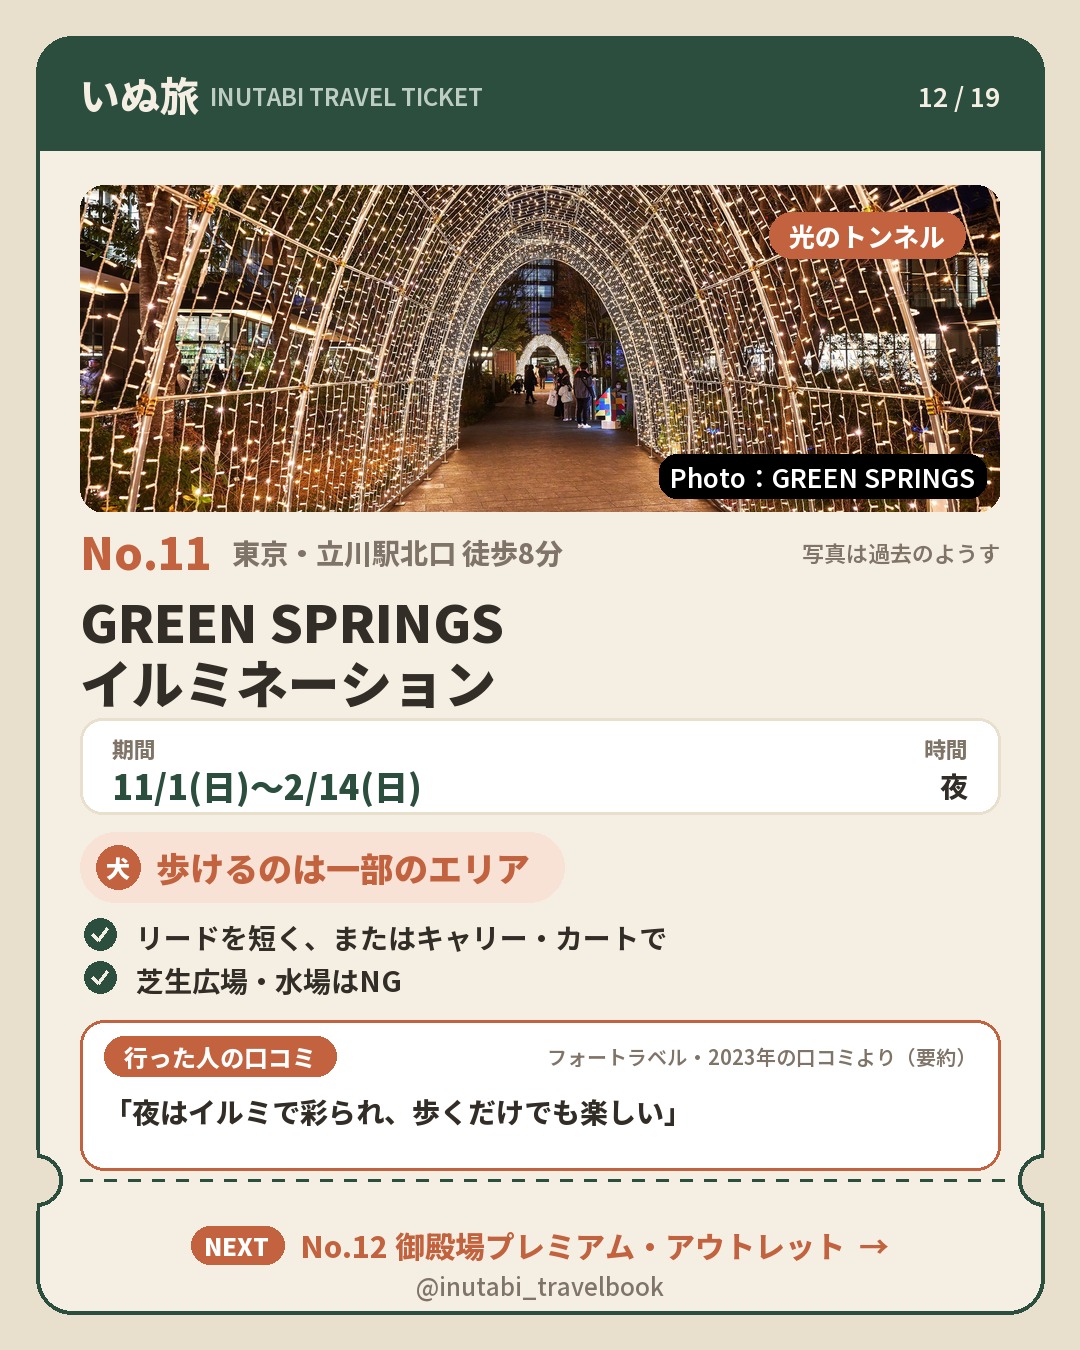 いぬ旅 INUTABI TRAVEL TICKET 12 / 19
光のトンネル
Photo：GREEN SPRINGS
No.11 東京・立川駅北口 徒歩8分 写真は過去のようす
GREEN SPRINGS
イルミネーション
期間 時間
11/1(日)〜2/14(日) 夜
犬 歩けるのは一部のエリア
リードを短く、またはキャリー・カートで
芝生広場・水場はNG
行った人の口コミ フォートラベル・2023年の口コミより（要約）
「夜はイルミで彩られ、歩くだけでも楽しい」
NEXT No.12 御殿場プレミアム・アウトレット →
@inutabi_travelbook